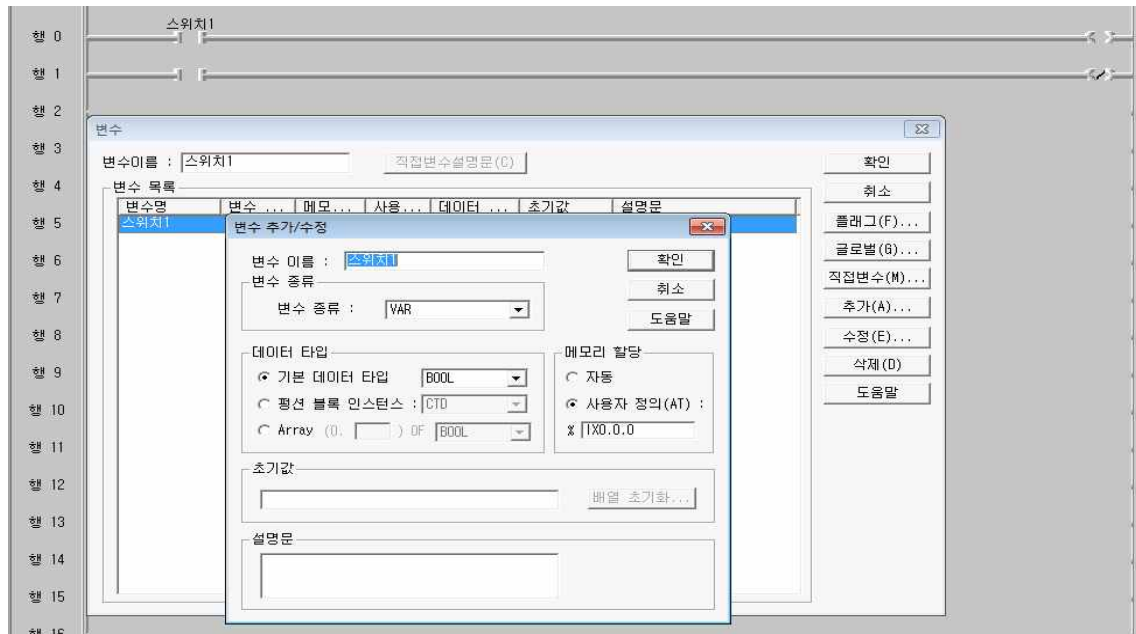 스위치1
행 0
행 1
행 2
변수
행 3
변수이름 : 스위치1 직접변수설명문(C) 확인
행 4
변수 목록 취소
변수명 변수 ... 메모... 사용... 데이터 ... 초기값 설명문
행 5
스위치1 플래그(F)...
변수 추가/수정
행 6
변수 이름 : 스위치1 확인 글로벌(G)...
변수 종류 취소 직접변수(M)...
행 7
변수 종류 : VAR 도움말 추가(A)...
행 8
수정(E)...
데이터 타입 메모리 할당
행 9
기본 데이터 타입 BOOL 자동 삭제(D)
행 10
펑션 블록 인스턴스 : CTD 사용자 정의(AT) : 도움말
Array (0. ) OF BOOL % IX0.0.0
행 11
초기값
행 12
배열 초기화...
행 13
설명문
행 14
행 15
행 16